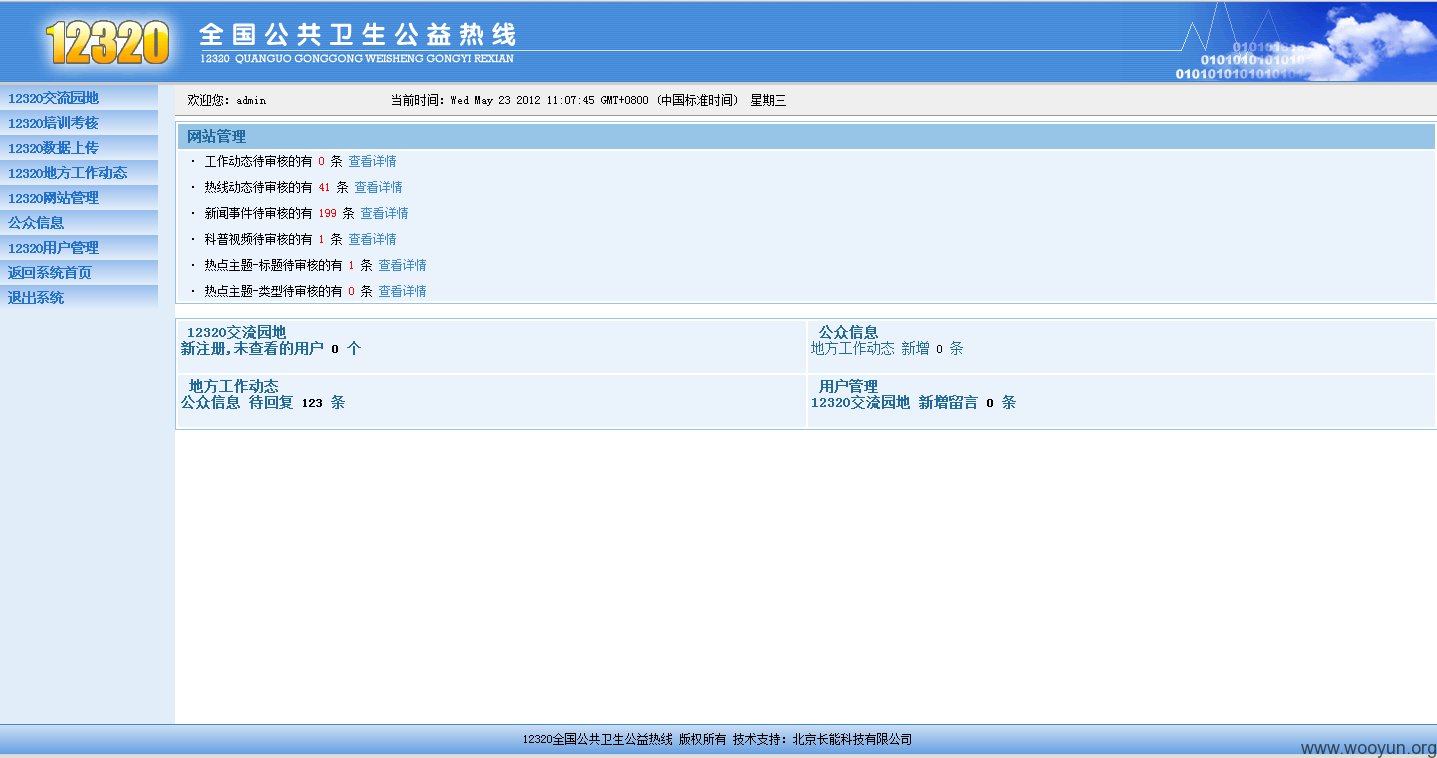 12320 全国公共卫生公益热线
12320 QUANGUO GONGGONG WEISHENG GONGYI REXIAN
010101010
0101010101010
010101010101010
12320交流园地
12320培训考核
12320数据上传
12320地方工作动态
12320网站管理
公众信息
12320用户管理
返回系统首页
退出系统
欢迎您: admin 当前时间: Wed May 23 2012 11:07:45 GMT+0800 (中国标准时间) 星期三
网站管理
· 工作动态待审核的有 0 条 查看详情
· 热线动态待审核的有 41 条 查看详情
· 新闻事件待审核的有 199 条 查看详情
· 科普视频待审核的有 1 条 查看详情
· 热点主题-标题待审核的有 1 条 查看详情
· 热点主题-类型待审核的有 0 条 查看详情
12320交流园地
新注册,未查看的用户 0 个
公众信息
地方工作动态 新增 0 条
地方工作动态
公众信息 待回复 123 条
用户管理
12320交流园地 新增留言 0 条
12320全国公共卫生公益热线 版权所有 技术支持: 北京长能科技有限公司
www.wooyun.org